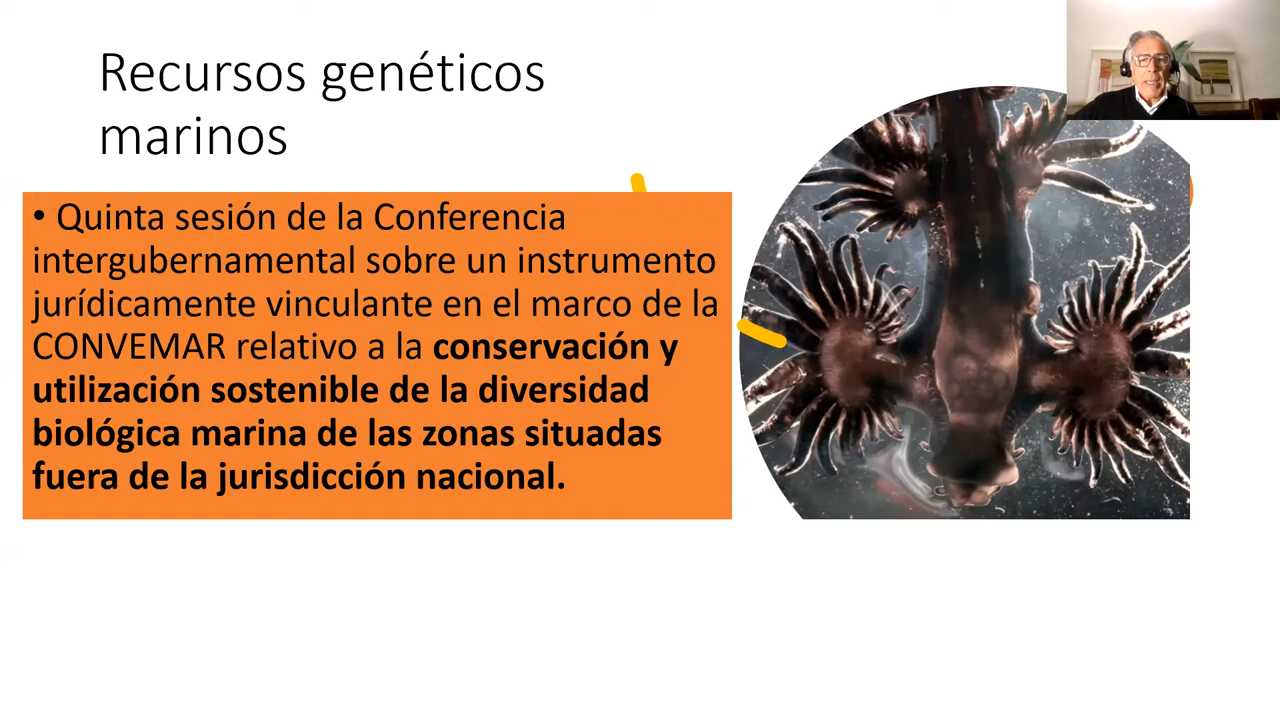 Recursos genéticos
marinos
• Quinta sesión de la Conferencia
intergubernamental sobre un instrumento
jurídicamente vinculante en el marco de la
CONVEMAR relativo a la conservación y
utilización sostenible de la diversidad
biológica marina de las zonas situadas
fuera de la jurisdicción nacional.